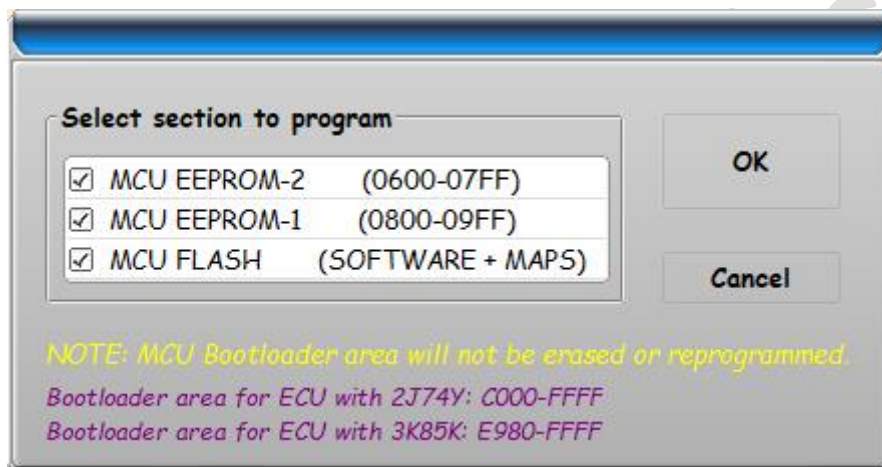 Select section to program
MCU EEPROM-2 (0600-07FF)
MCU EEPROM-1 (0800-09FF)
MCU FLASH (SOFTWARE + MAPS)
OK
Cancel
NOTE: MCU Bootloader area will not be erased or reprogrammed.
Bootloader area for ECU with 2J74Y: C000-FFFF
Bootloader area for ECU with 3K85K: E980-FFFF